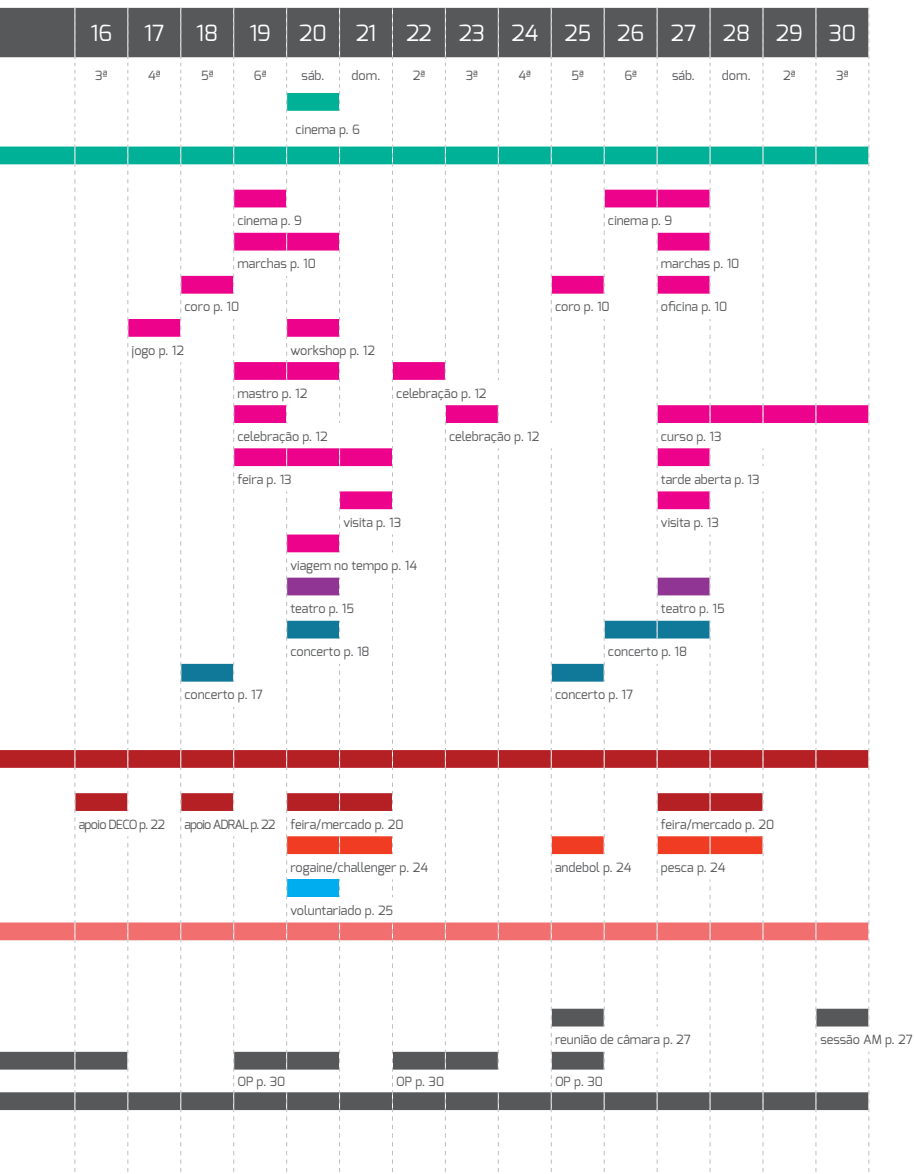 16 17 18 19 20 21 22 23 24 25 26 27 28 29 30
3ª 4ª 5ª 6ª sáb. dom. 2ª 3ª 4ª 5ª 6ª sáb. dom. 2ª 3ª
cinema p. 6
cinema p. 9 cinema p. 9
marchas p. 10 marchas p. 10
coro p. 10 coro p. 10 oficina p. 10
jogo p. 12 workshop p. 12
mastro p. 12 celebração p. 12
celebração p. 12 celebração p. 12 curso p. 13
feira p. 13 tarde aberta p. 13
visita p. 13 visita p. 13
viagem no tempo p. 14
teatro p. 15 teatro p. 15
concerto p. 18 concerto p. 18
concerto p. 17 concerto p. 17
apoio DECO p. 22 apoio ADRAL p. 22 feira/mercado p. 20 feira/mercado p. 20
rogaine/challenger p. 24 andebol p. 24 pesca p. 24
voluntariado p. 25
reunião de câmara p. 27 sessão AM p. 27
OP p. 30 OP p. 30 OP p. 30